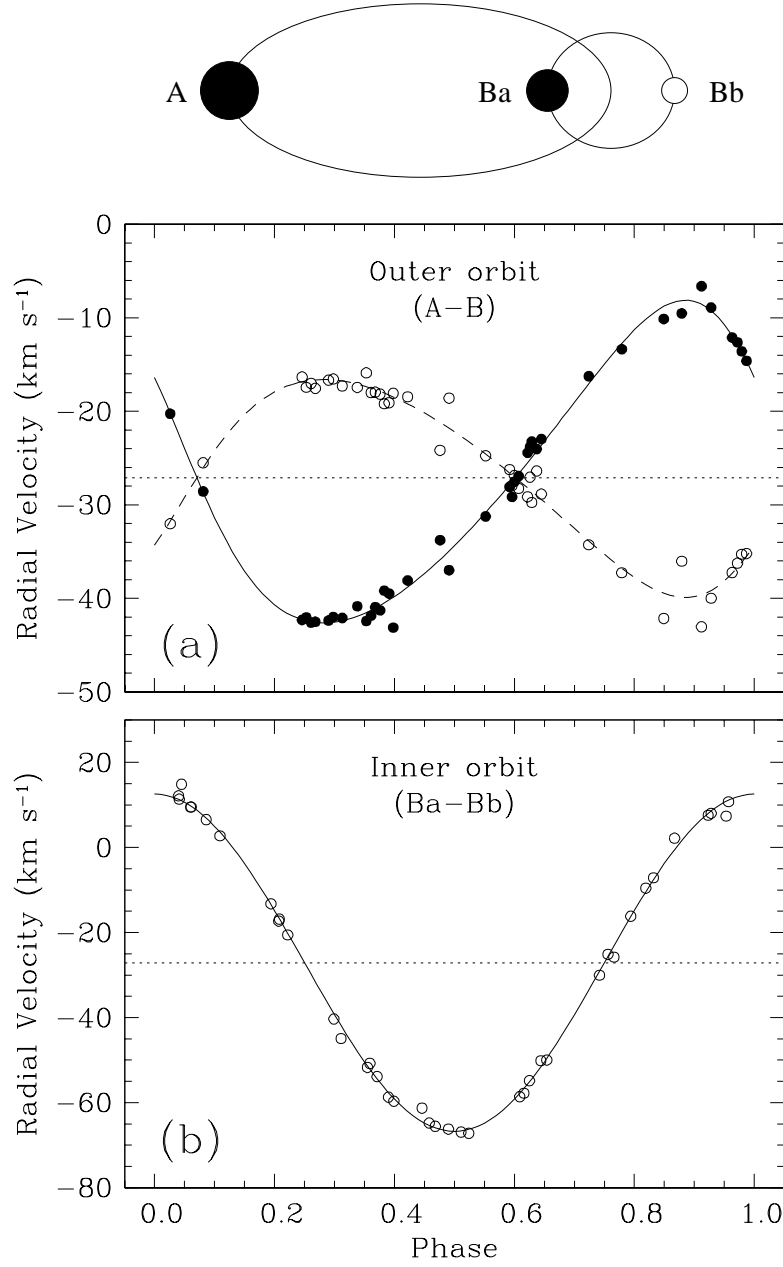 A Ba Bb
Outer orbit
(A−B)
Radial Velocity (km s⁻¹)
0
−10
−20
−30
−40
−50
(a)
Inner orbit
(Ba−Bb)
Radial Velocity (km s⁻¹)
20
0
−20
−40
−60
−80
(b)
0.0 0.2 0.4 0.6 0.8 1.0
Phase